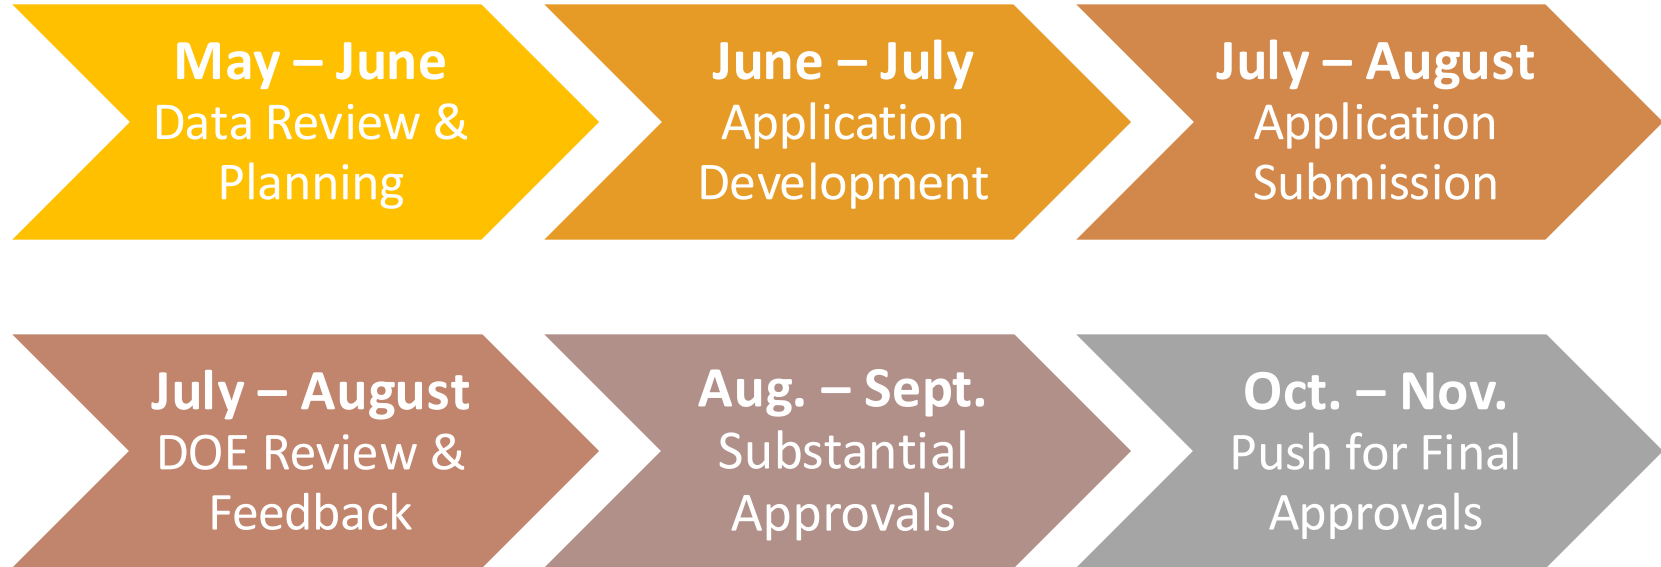 May – June
Data Review &
Planning
June – July
Application
Development
July – August
Application
Submission
July – August
DOE Review &
Feedback
Aug. – Sept.
Substantial
Approvals
Oct. – Nov.
Push for Final
Approvals